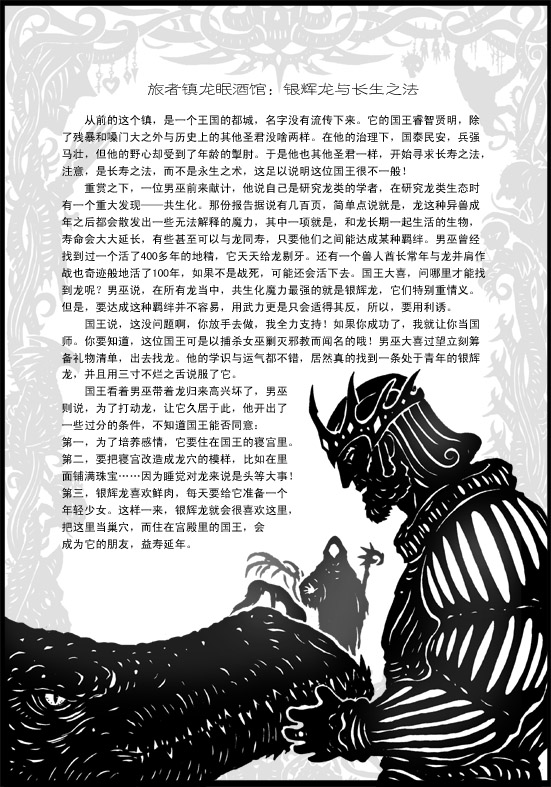 旅者镇龙眠酒馆：银辉龙与长生之法
从前的这个镇，是一个王国的都城，名字没有流传下来。它的国王睿智贤明，除
了残暴和嗓门大之外与历史上的其他圣君没啥两样。在他的治理下，国泰民安，兵强
马壮，但他的野心却受到了年龄的掣肘。于是他也其他圣君一样，开始寻求长寿之法，
注意，是长寿之法，而不是永生之术，这足以说明这位国王很不一般！
重赏之下，一位男巫前来献计，他说自己是研究龙类的学者，在研究龙类生态时
有一个重大发现——共生化。那份报告据说有几百页，简单点说就是，龙这种异兽成
年之后都会散发出一些无法解释的魔力，其中一项就是，和龙长期一起生活的生物，
寿命会大大延长，有些甚至可以与龙同寿，只要他们之间能达成某种羁绊。男巫曾经
找到过一个活了400多年的地精，它天天给龙剔牙。还有一个兽人酋长常年与龙并肩作
战也奇迹般地活了100年，如果不是战死，可能还会活下去。国王大喜，问哪里才能找
到龙呢？男巫说，在所有龙当中，共生化魔力最强的就是银辉龙，它们特别重情义。
但是，要达成这种羁绊并不容易，用武力更是只会适得其反，所以，要用利诱。
国王说，这没问题啊，你放手去做，我全力支持！如果你成功了，我就让你当国
师。你要知道，这位国王可是以捕杀女巫剿灭邪教而闻名的哦！男巫大喜过望立刻筹
备礼物清单，出去找龙。他的学识与运气都不错，居然真的找到一条处于青年的银辉
龙，并且用三寸不烂之舌说服了它。
国王看着男巫带着龙归来高兴坏了，男巫
则说，为了打动龙，让它久居于此，他开出了
一些过分的条件，不知道国王能否同意：
第一，为了培养感情，它要住在国王的寝宫里。
第二，要把寝宫改造成龙穴的模样，比如在里
面铺满珠宝……因为睡觉对龙来说是头等大事！
第三，银辉龙喜欢鲜肉，每天要给它准备一个
年轻少女。这样一来，银辉龙就会很喜欢这里，
把这里当巢穴，而住在宫殿里的国王，会
成为它的朋友，益寿延年。